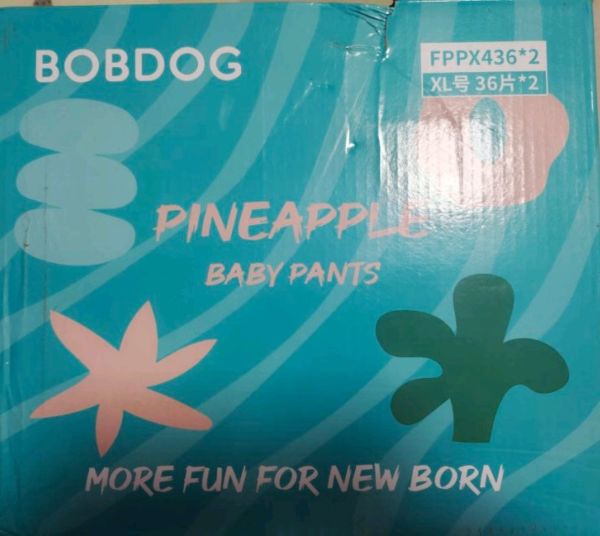 BOBDOG
FPPX436*2
XL号 36片*2
PINEAPPLE
BABY PANTS
MORE FUN FOR NEW BORN